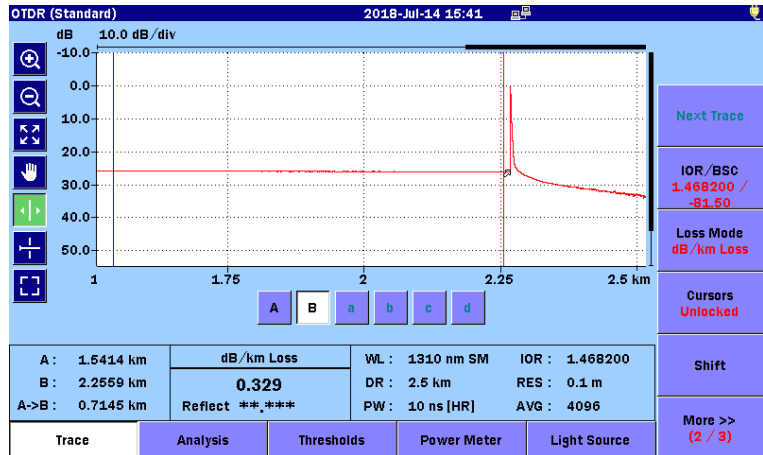 OTDR (Standard) 2018-Jul-14 15:41
dB 10.0 dB/div
-10.0
0.0
10.0
20.0
30.0
40.0
50.0
1 1.75 2 2.25 2.5 km
A B a b c d
Next Trace
IOR/BSC
1.468200 /
-81.50
Loss Mode
dB/km Loss
Cursors
Unlocked
Shift
More >>
(2 / 3)
A : 1.5414 km
B : 2.2559 km
A->B : 0.7145 km
dB/km Loss
0.329
Reflect **.***
WL : 1310 nm SM IOR : 1.468200
DR : 2.5 km RES : 0.1 m
PW : 10 ns [HR] AVG : 4096
Trace Analysis Thresholds Power Meter Light Source